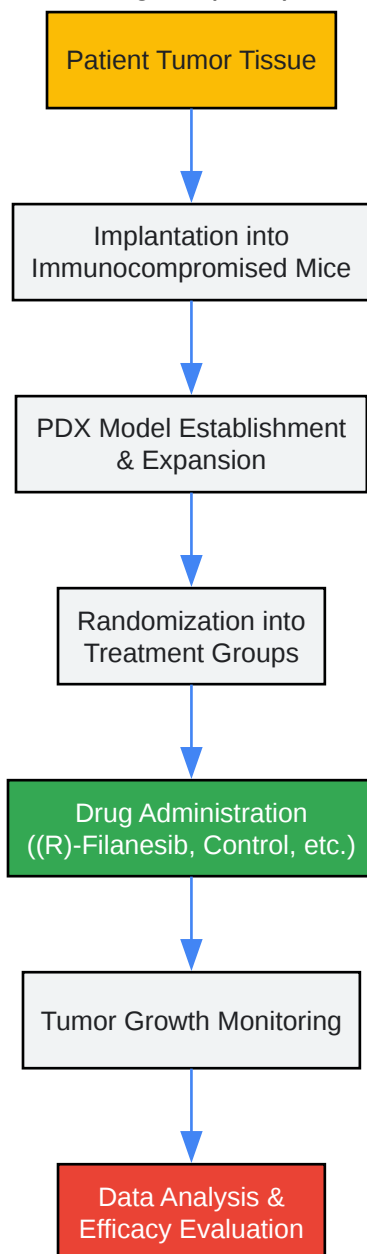 Patient Tumor Tissue
Implantation into
Immunocompromised Mice
PDX Model Establishment
& Expansion
Randomization into
Treatment Groups
Drug Administration
((R)-Filanesib, Control, etc.)
Tumor Growth Monitoring
Data Analysis &
Efficacy Evaluation